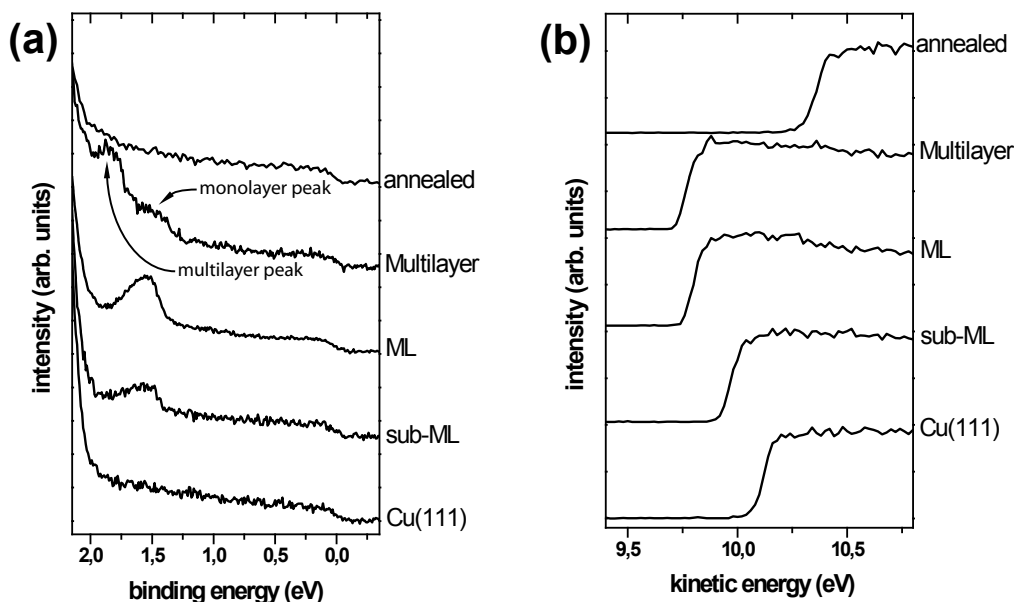 (a)
intensity (arb. units)
annealed
monolayer peak
Multilayer
multilayer peak
ML
sub-ML
Cu(111)
2,0 1,5 1,0 0,5 0,0
binding energy (eV)
(b)
intensity (arb. units)
annealed
Multilayer
ML
sub-ML
Cu(111)
9,5 10,0 10,5
kinetic energy (eV)